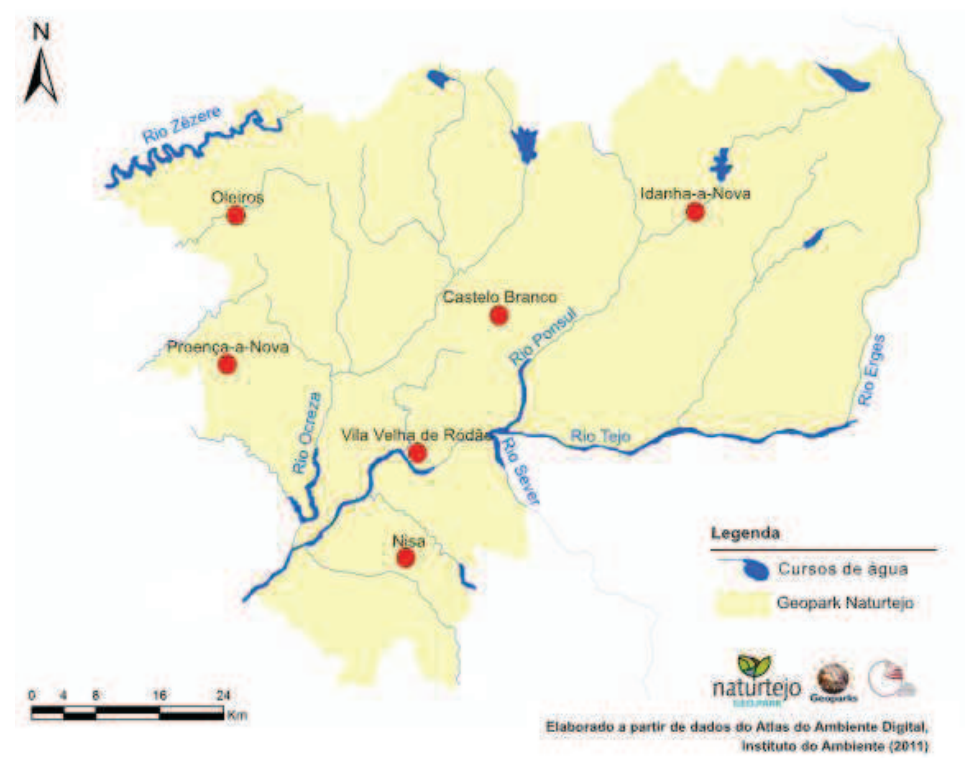 N
Rio Zêzere
Oleiros
Idanha-a-Nova
Castelo Branco
Rio Ponsul
Proença-a-Nova
Rio Erges
Rio Ocreza
Vila Velha de Ródão
Rio Tejo
Rio Sever
Nisa
Legenda
Cursos de água
Geopark Naturtejo
0 4 8 16 24
Km
naturtejo
GEOPARK
Geoparks
Elaborado a partir de dados do Atlas do Ambiente Digital,
Instituto do Ambiente (2011)